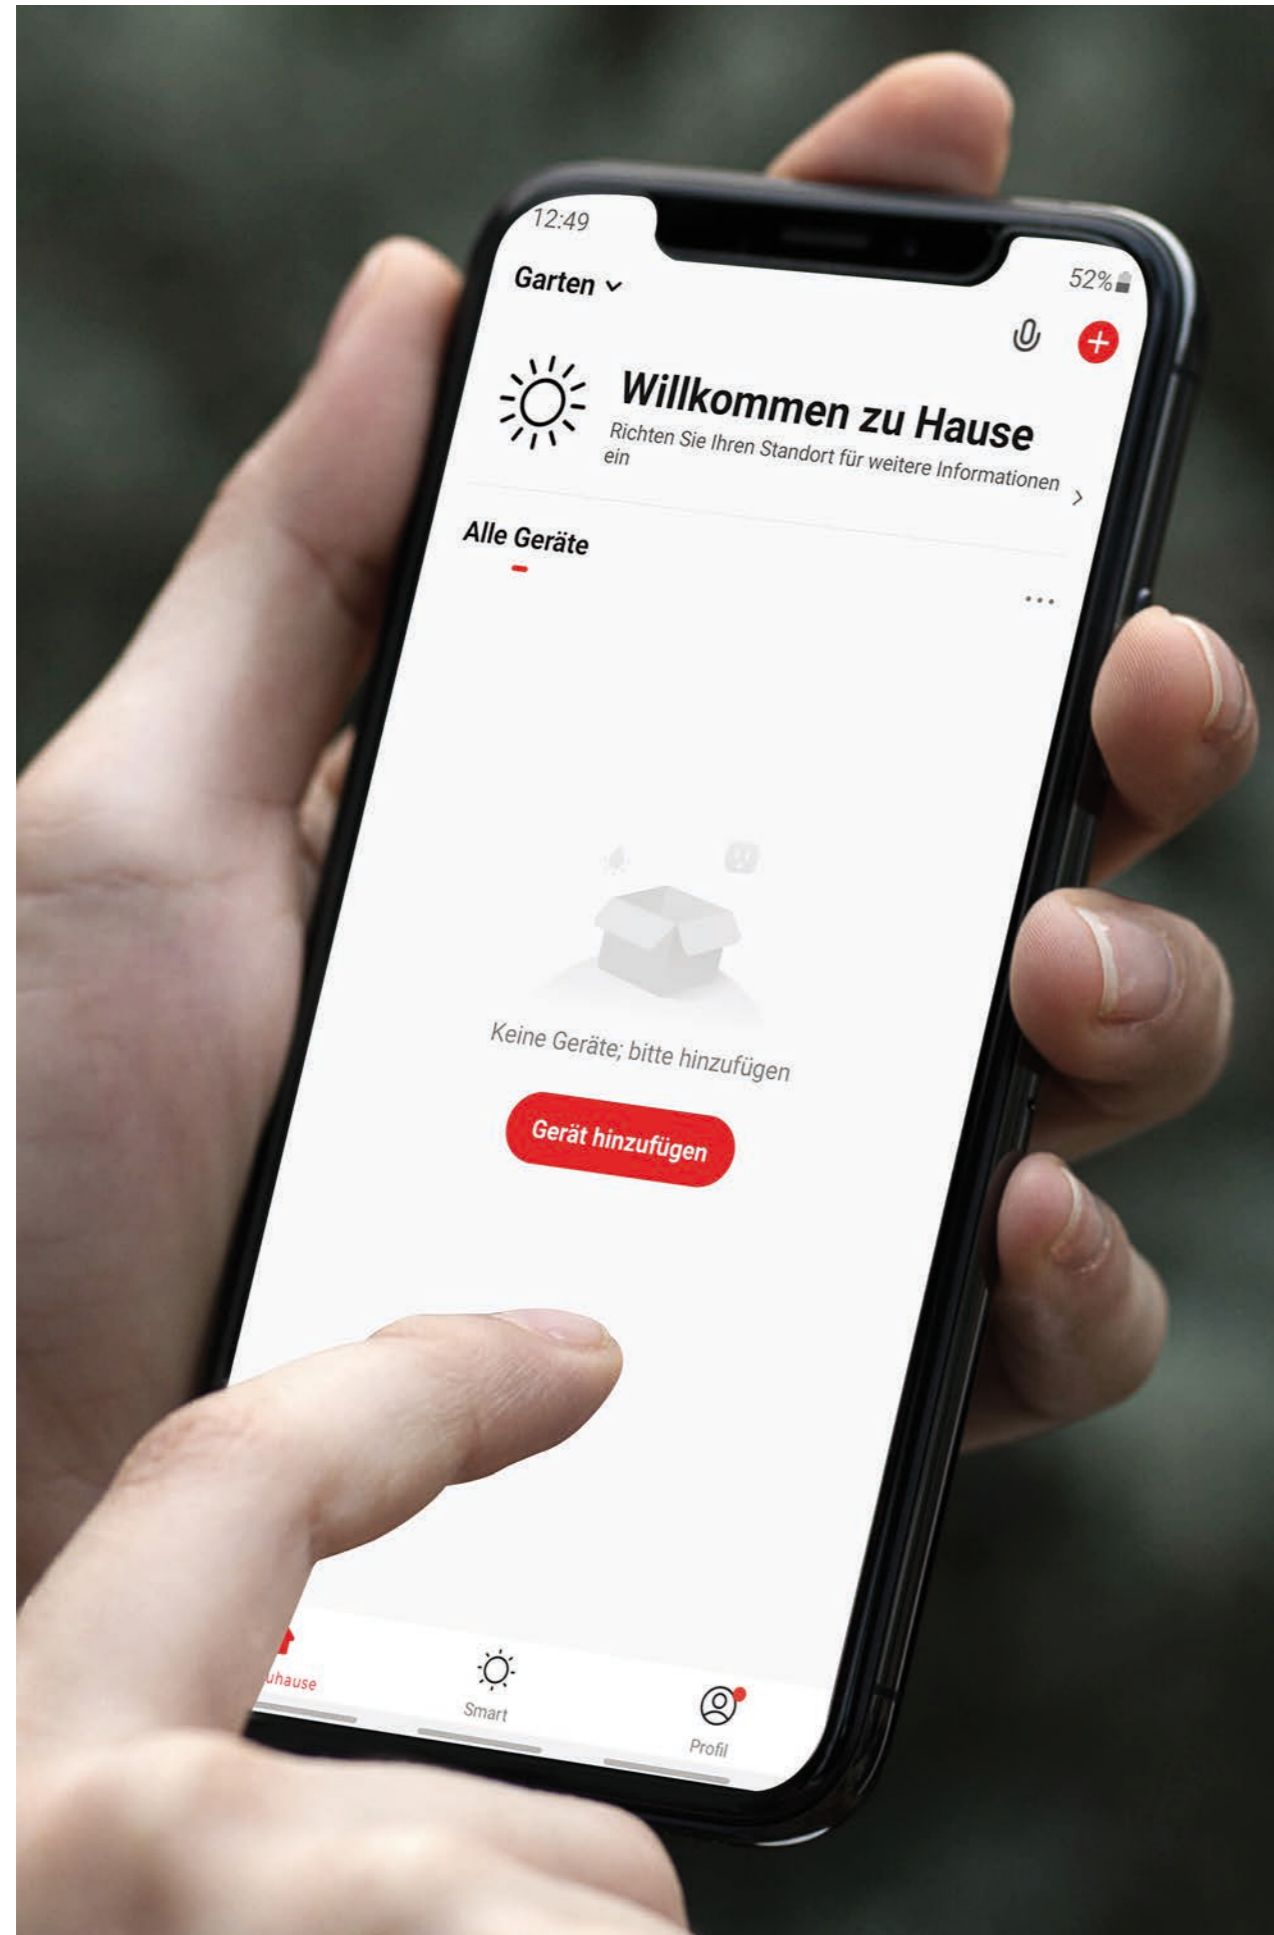 12:49
52%
Garten
Willkommen zu Hause
Richten Sie Ihren Standort für weitere Informationen
ein
Alle Geräte
Keine Geräte; bitte hinzufügen
Gerät hinzufügen
uhause
Smart
Profil